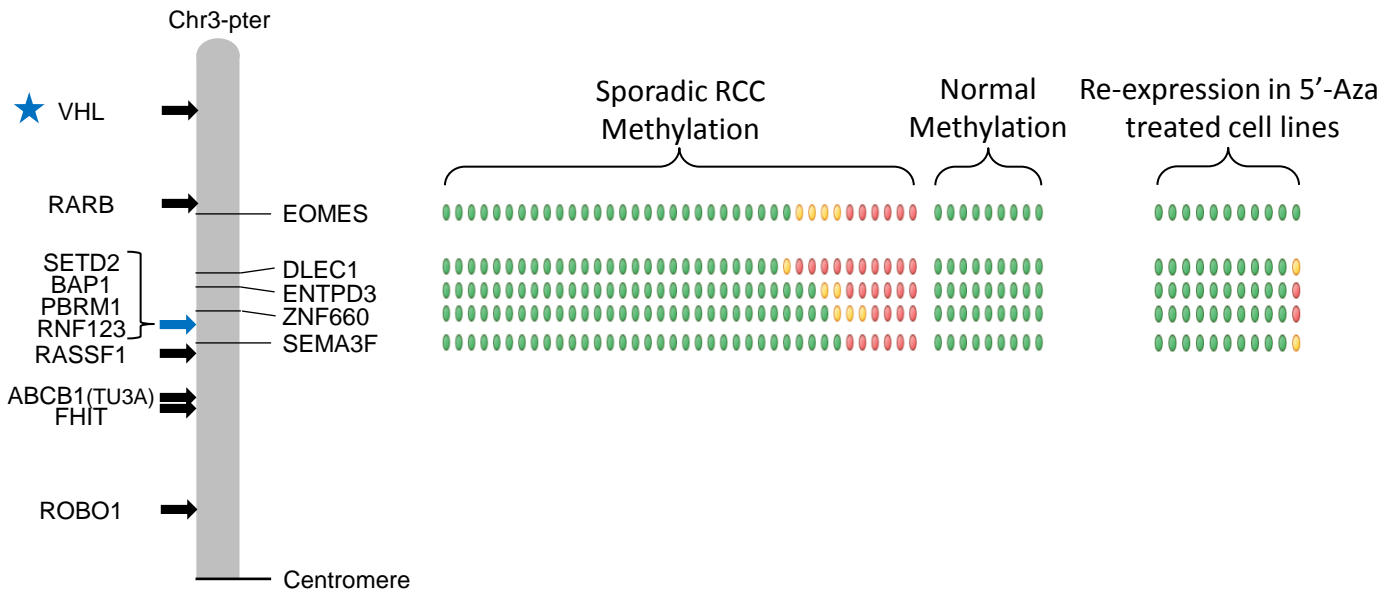 Chr3-pter
VHL
RARB
SETD2
BAP1
PBRM1
RNF123
RASSF1
ABCB1(TU3A)
FHIT
ROBO1
EOMES
DLEC1
ENTPD3
ZNF660
SEMA3F
Centromere
Sporadic RCC
Methylation
Normal
Methylation
Re-expression in 5’-Aza
treated cell lines